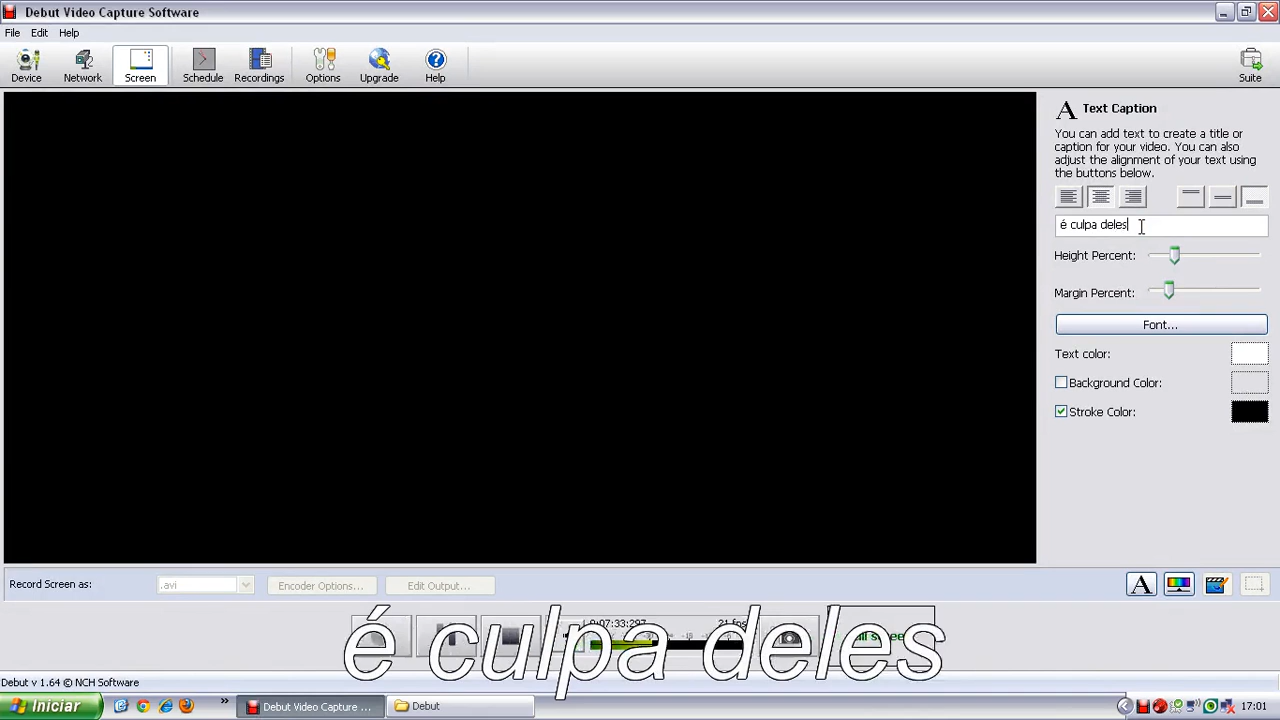 Debut Video Capture Software
File Edit Help
Device Network Screen Schedule Recordings Options Upgrade Help Suite
A Text Caption
You can add text to create a title or
caption for your video. You can also
adjust the alignment of your text using
the buttons below.
é culpa deles
Height Percent:
Margin Percent:
Font...
Text color:
Background Color:
Stroke Color:
Record Screen as: .avi Encoder Options... Edit Output...
A
0:07:33:297
é culpa deles
Debut v 1.64 © NCH Software
Iniciar » Debut Video Capture ... Debut 17:01